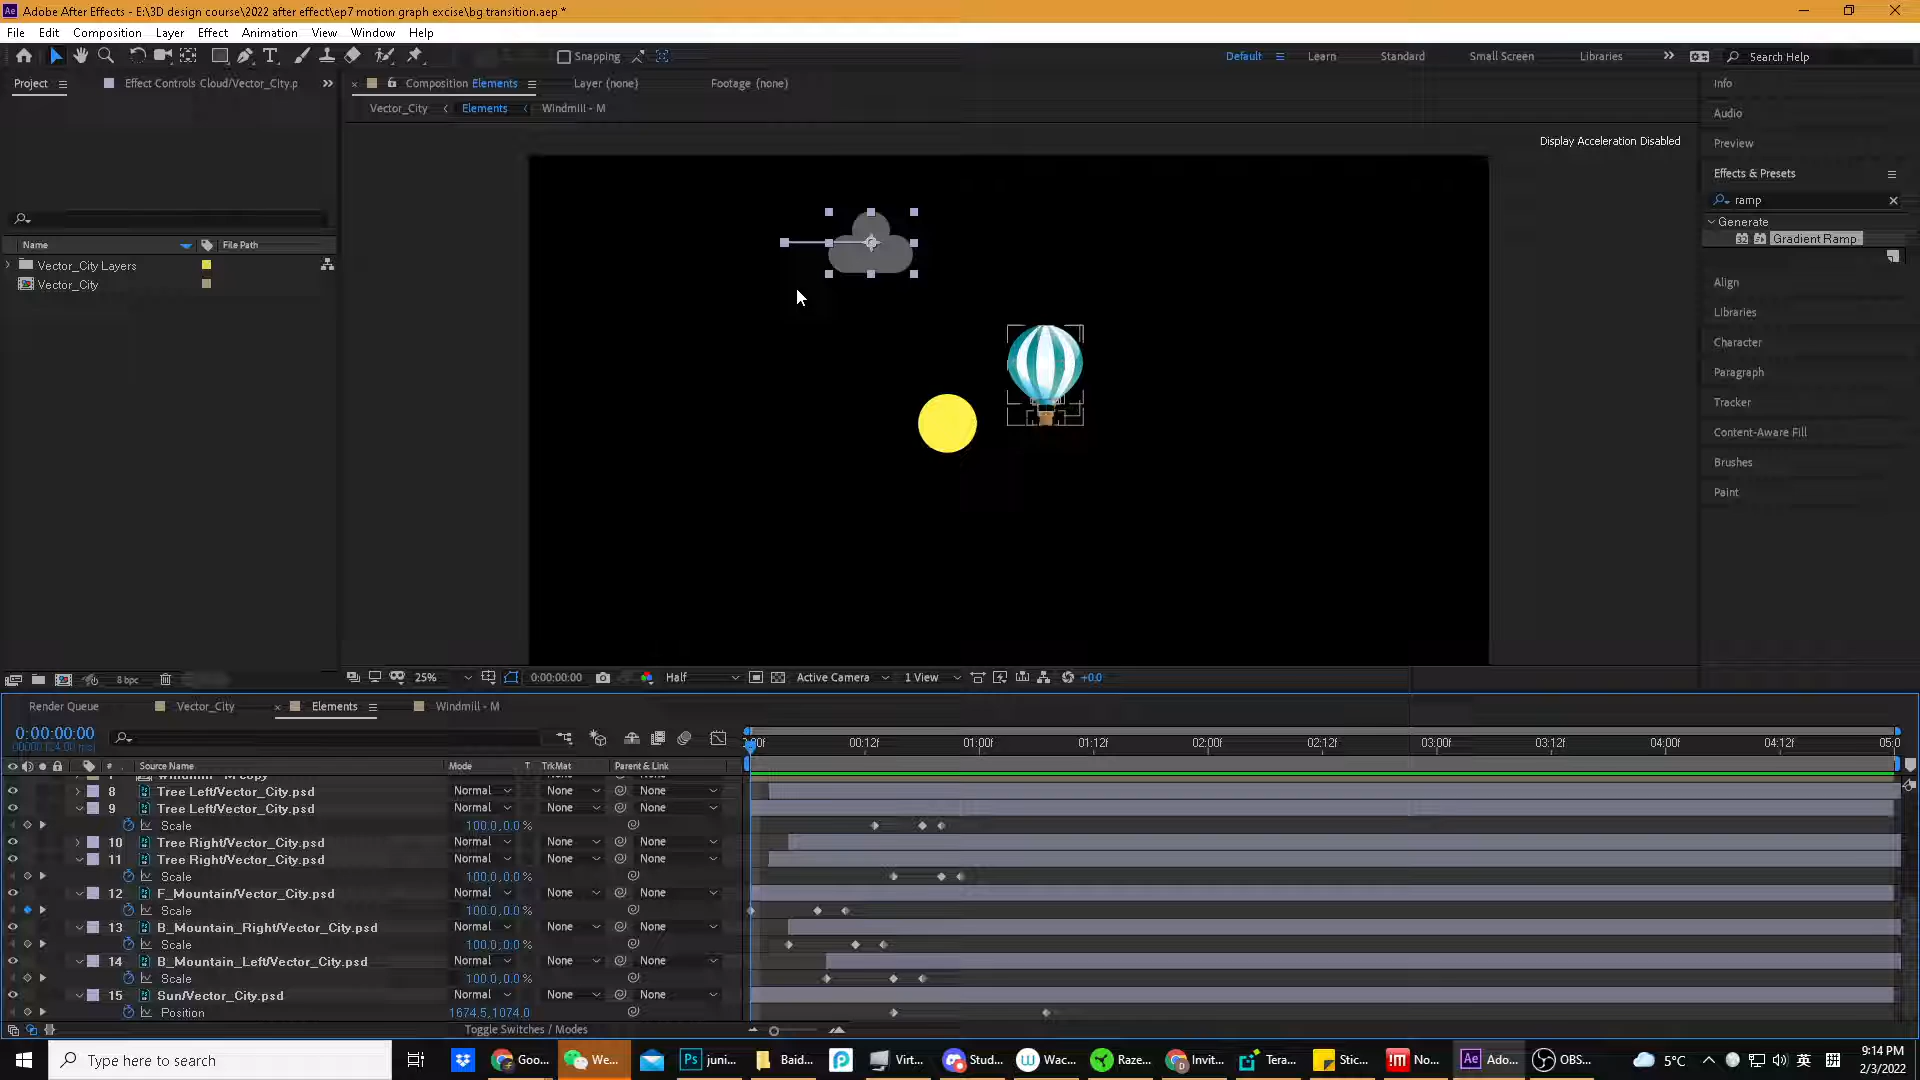 Adobe After Effects - E:\3D design course\2022 after effect\ep7 motion graph excise\bg transition.aep *
File Edit Composition Layer Effect Animation View Window Help
Snapping
Default Learn Standard Small Screen Libraries Search Help
Project Effect Controls Cloud/Vector_City.p
Composition Elements Layer (none) Footage (none)
Vector_City Elements Windmill - M
Display Acceleration Disabled
Info
Audio
Preview
Effects & Presets
ramp
Generate
Gradient Ramp
Align
Libraries
Character
Paragraph
Tracker
Content-Aware Fill
Brushes
Paint
Name File Path
Vector_City Layers
Vector_City
8 bpc
25% 0:00:00:00 Half Active Camera 1 View +0.0
Render Queue Vector_City Elements Windmill - M
0:00:00:00
00:12f 01:00f 01:12f 02:00f 02:12f 03:00f 03:12f 04:00f 04:12f 05:0
# Source Name Mode T TrkMat Parent & Link
8 Tree Left/Vector_City.psd Normal None None
9 Tree Left/Vector_City.psd Normal None None
Scale 100.0,0.0 %
10 Tree Right/Vector_City.psd Normal None None
11 Tree Right/Vector_City.psd Normal None None
Scale 100.0,0.0 %
12 F_Mountain/Vector_City.psd Normal None None
Scale 100.0,0.0 %
13 B_Mountain_Right/Vector_City.psd Normal None None
Scale 100.0,0.0 %
14 B_Mountain_Left/Vector_City.psd Normal None None
Scale 100.0,0.0 %
15 Sun/Vector_City.psd Normal None None
Position 1674.5,1074.0
Toggle Switches / Modes
Type here to search
Goo... We... Ps juni... Baid... Virt... Stud... Wac... Raze... Invit... Tera... Stic... !M No... Ae Ado... OBS...
5°C 英 9:14 PM
2/3/2022